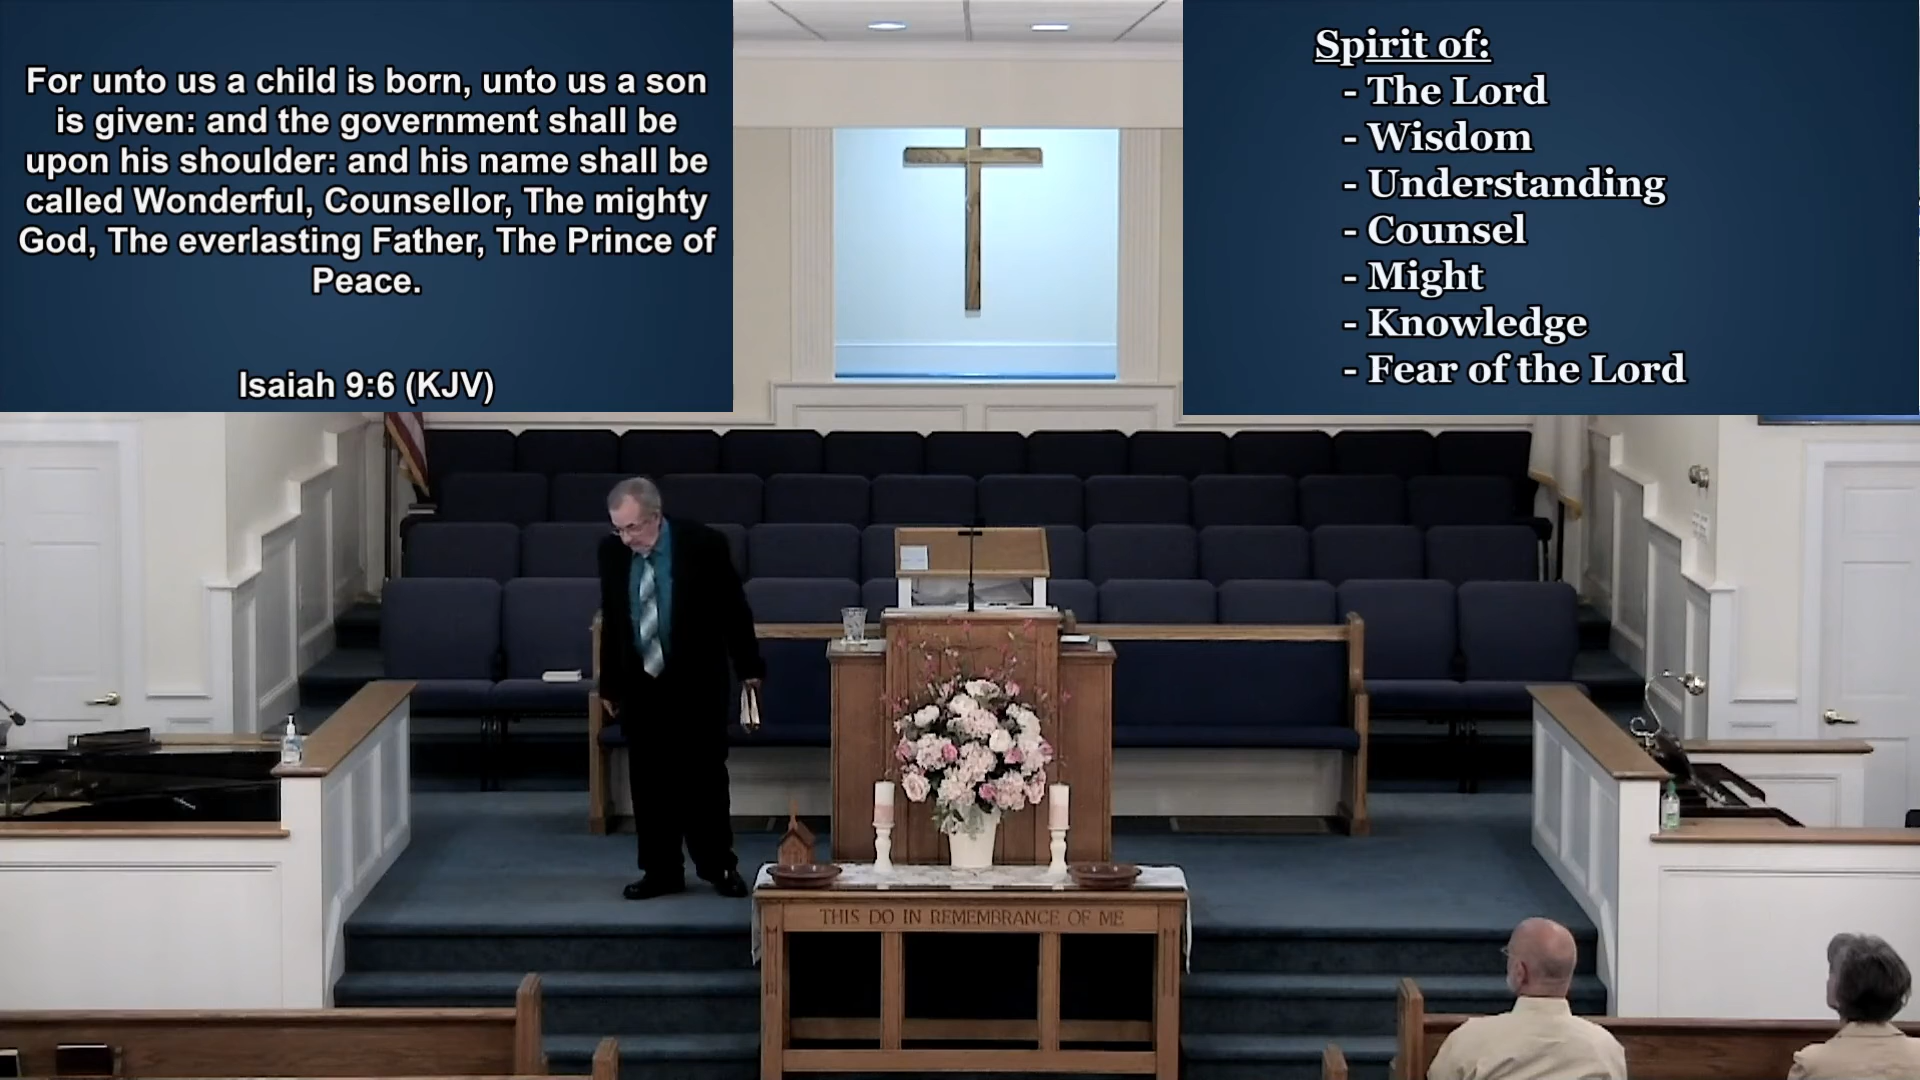 For unto us a child is born, unto us a son
is given: and the government shall be
upon his shoulder: and his name shall be
called Wonderful, Counsellor, The mighty
God, The everlasting Father, The Prince of
Peace.
Isaiah 9:6 (KJV)
Spirit of:
- The Lord
- Wisdom
- Understanding
- Counsel
- Might
- Knowledge
- Fear of the Lord
THIS DO IN REMEMBRANCE OF ME